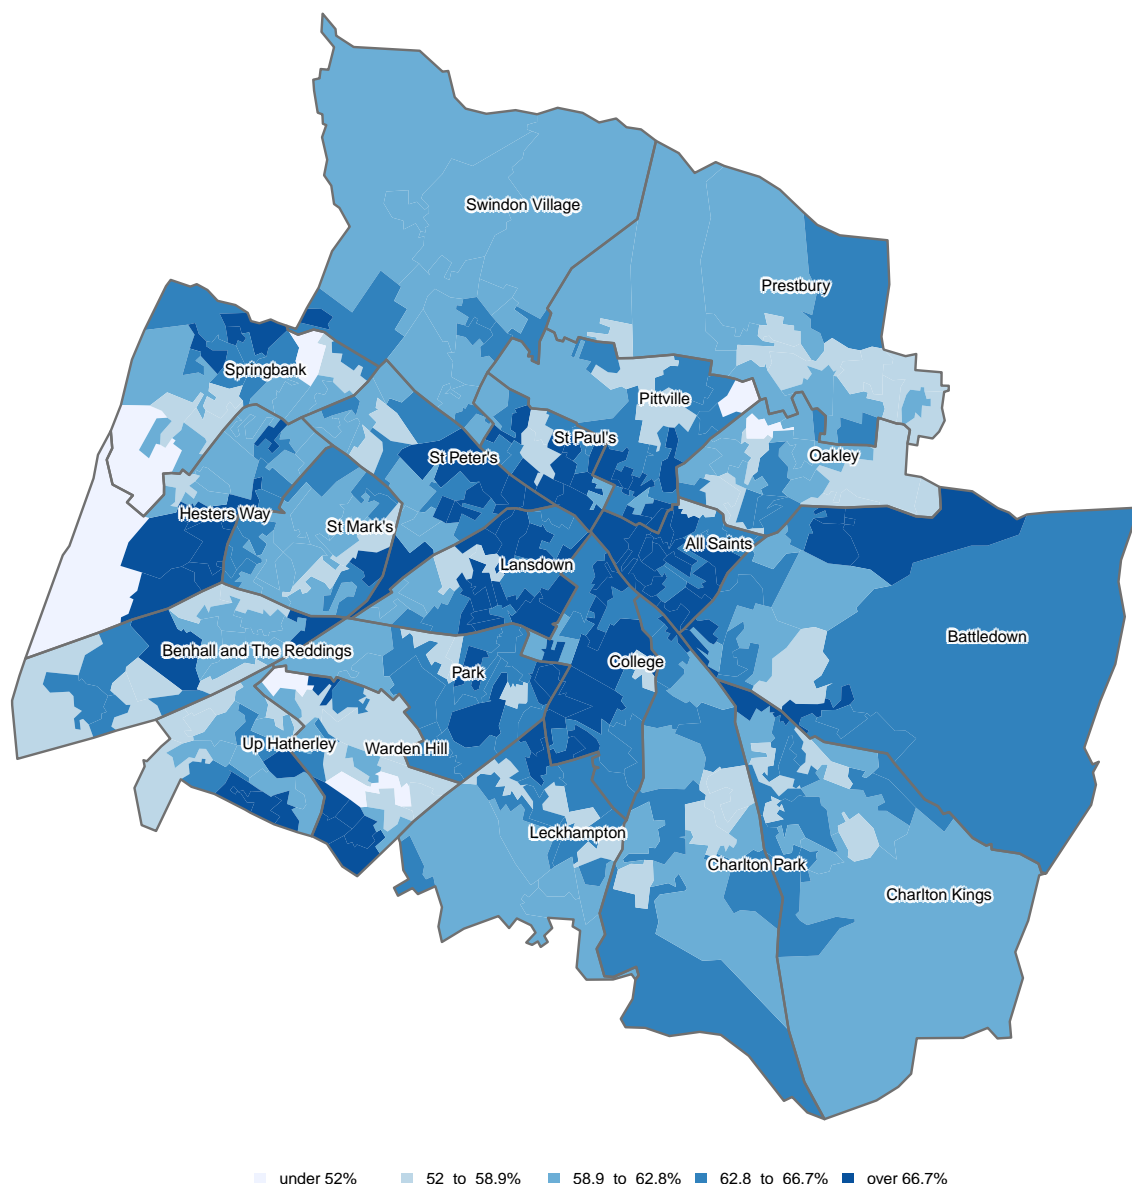 Swindon Village
Prestbury
Springbank
Pittville
St Paul's
St Peter's
Oakley
Hesters Way
St Mark's
All Saints
Lansdown
Battledown
Benhall and The Reddings
College
Park
Up Hatherley
Warden Hill
Leckhampton
Charlton Park
Charlton Kings
under 52% 52 to 58.9% 58.9 to 62.8% 62.8 to 66.7% over 66.7%